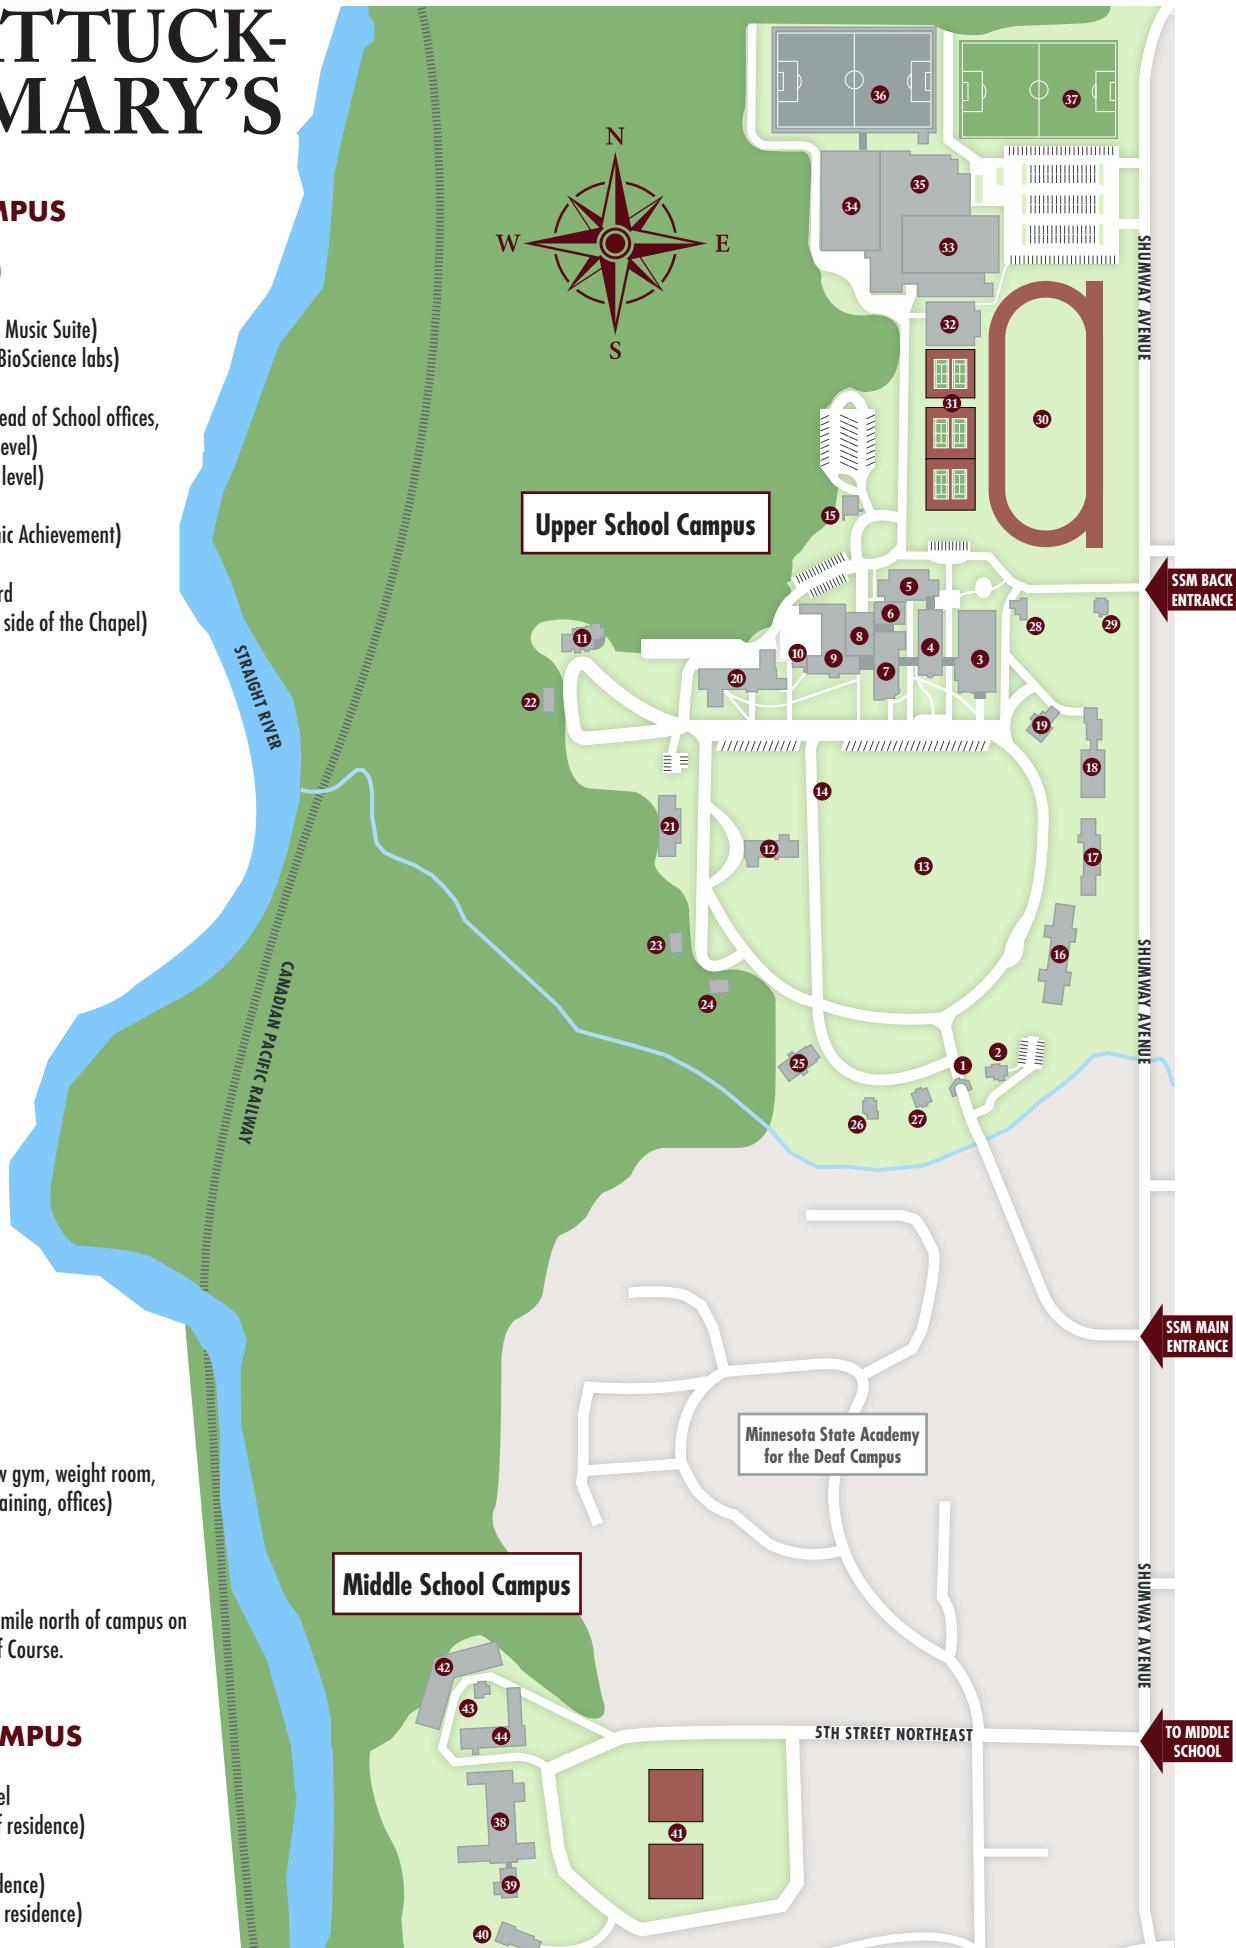 TTUCK-
MARY'S
MPUS
)
Music Suite)
BioScience labs)
ead of School offices,
evel)
level)
ic Achievement)
rd
side of the Chapel)
w gym, weight room,
aining, offices)
mile north of campus on
f Course.
MPUS
el
f residence)
dence)
residence)
N
W
E
S
36
37
35
34
33
32
31
30
SHUMWAY AVENUE
Upper School Campus
15
SSM BACK
ENTRANCE
5
6
28
29
11
8
4
10
9
3
7
20
22
19
STRAIGHT RIVER
18
14
21
12
17
13
23
16
24
SHUMWAY AVENUE
CANADIAN PACIFIC RAILWAY
2
25
1
26
27
SSM MAIN
ENTRANCE
Minnesota State Academy
for the Deaf Campus
Middle School Campus
SHUMWAY AVENUE
42
43
44
5TH STREET NORTHEAST
TO MIDDLE
SCHOOL
38
41
39
40